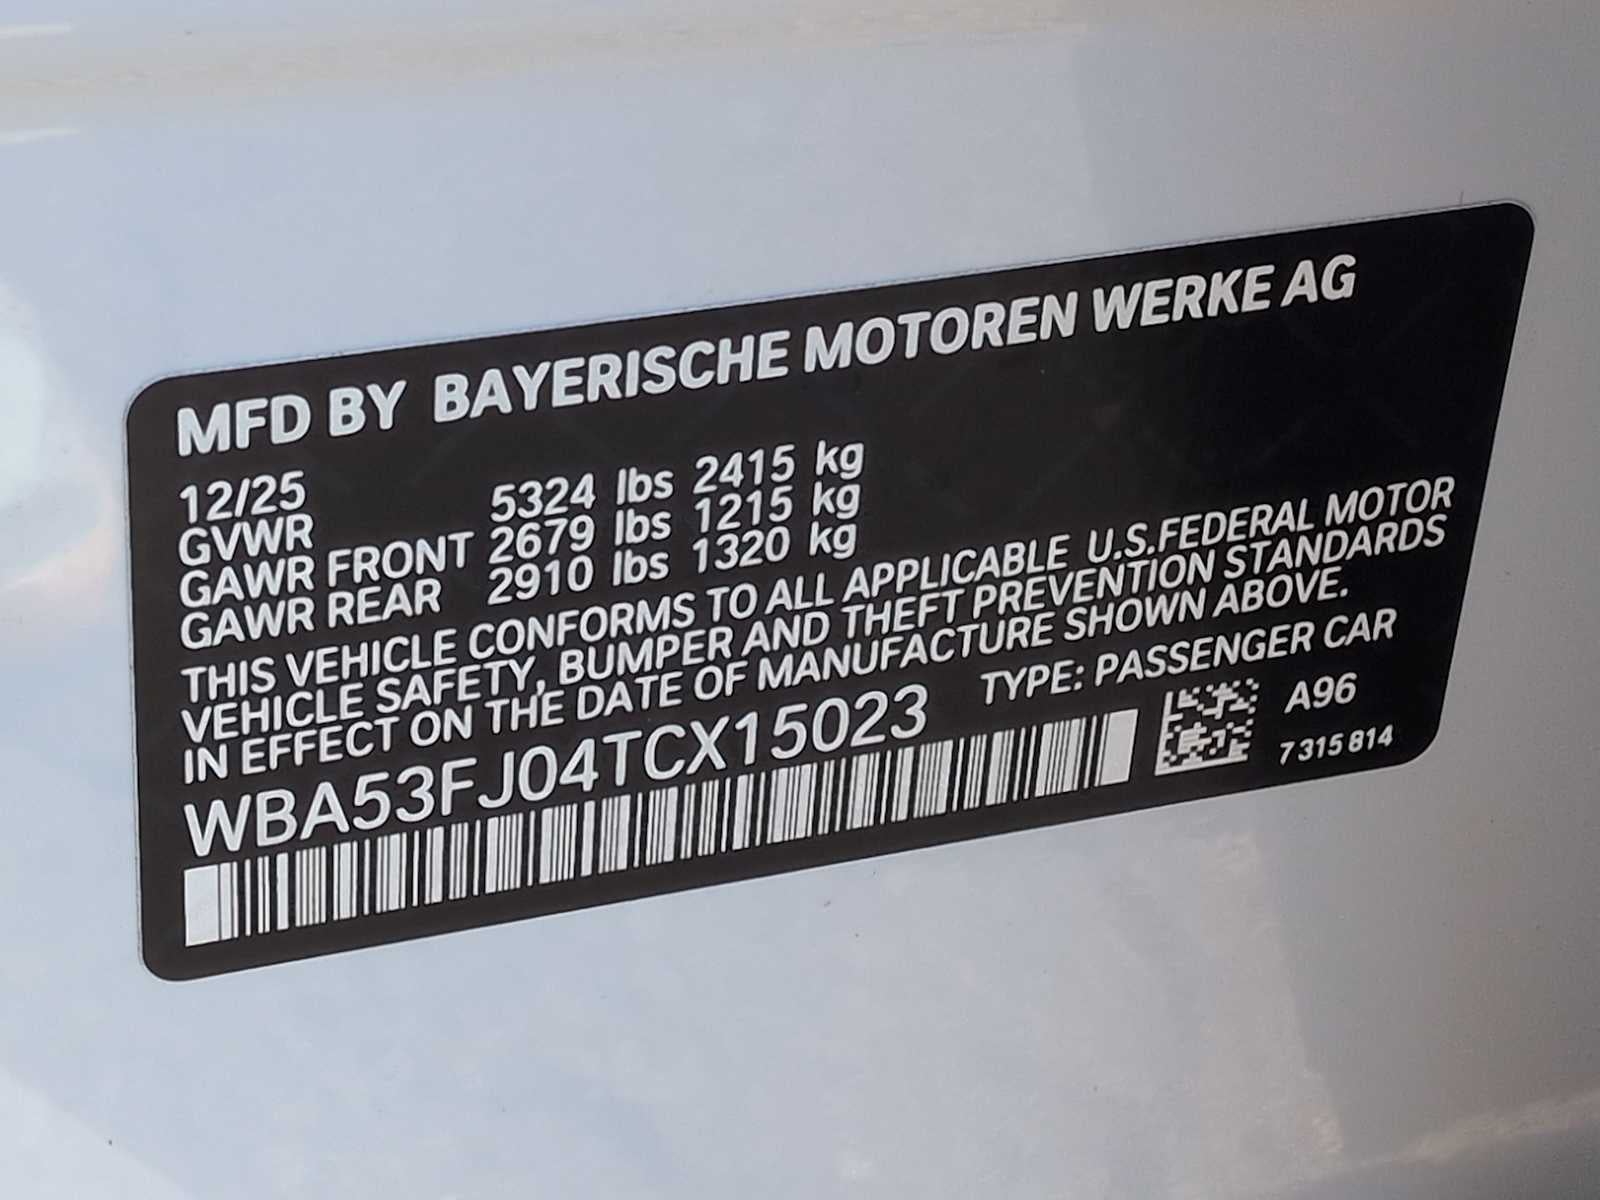 MFD BY BAYERISCHE MOTOREN WERKE AG
12/25
GVWR 5324 lbs 2415 kg
GAWR FRONT 2679 lbs 1215 kg
GAWR REAR 2910 lbs 1320 kg
THIS VEHICLE CONFORMS TO ALL APPLICABLE U.S.FEDERAL MOTOR
VEHICLE SAFETY, BUMPER AND THEFT PREVENTION STANDARDS
IN EFFECT ON THE DATE OF MANUFACTURE SHOWN ABOVE.
WBA53FJ04TCX15023 TYPE: PASSENGER CAR
A96
7 315 814